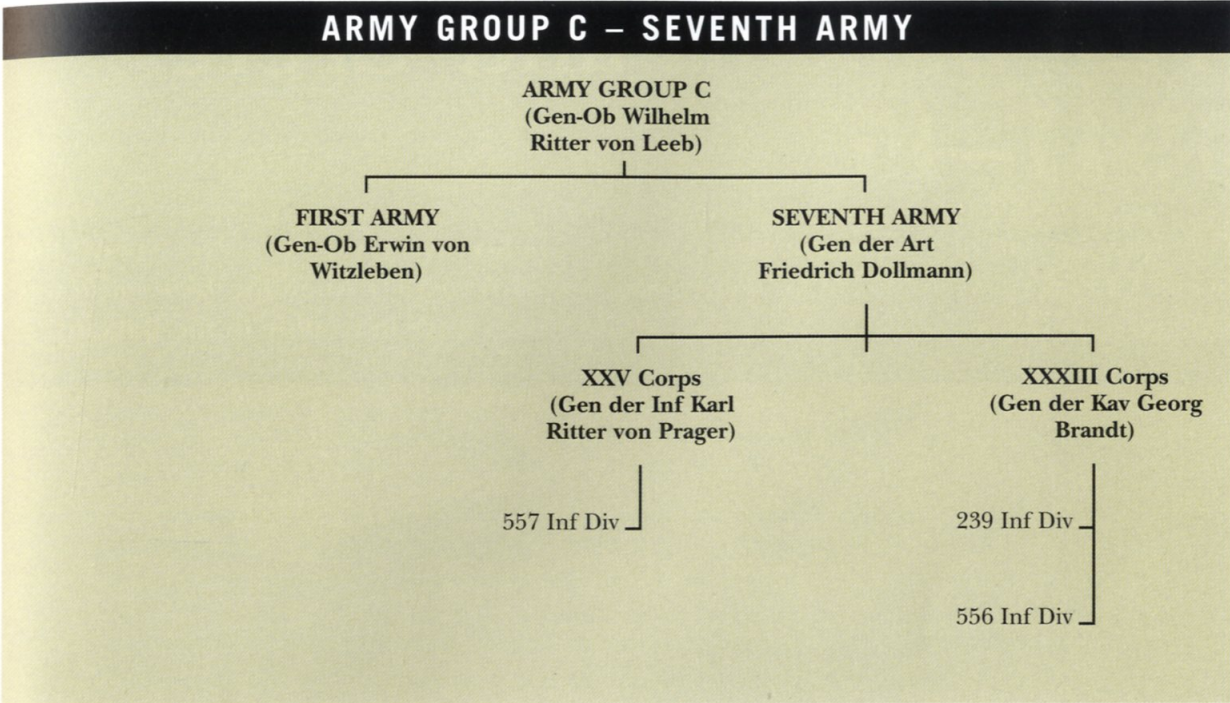 ARMY GROUP C – SEVENTH ARMY
ARMY GROUP C
(Gen-Ob Wilhelm
Ritter von Leeb)
FIRST ARMY
(Gen-Ob Erwin von
Witzleben)
SEVENTH ARMY
(Gen der Art
Friedrich Dollmann)
XXV Corps
(Gen der Inf Karl
Ritter von Prager)
XXXIII Corps
(Gen der Kav Georg
Brandt)
557 Inf Div
239 Inf Div
556 Inf Div